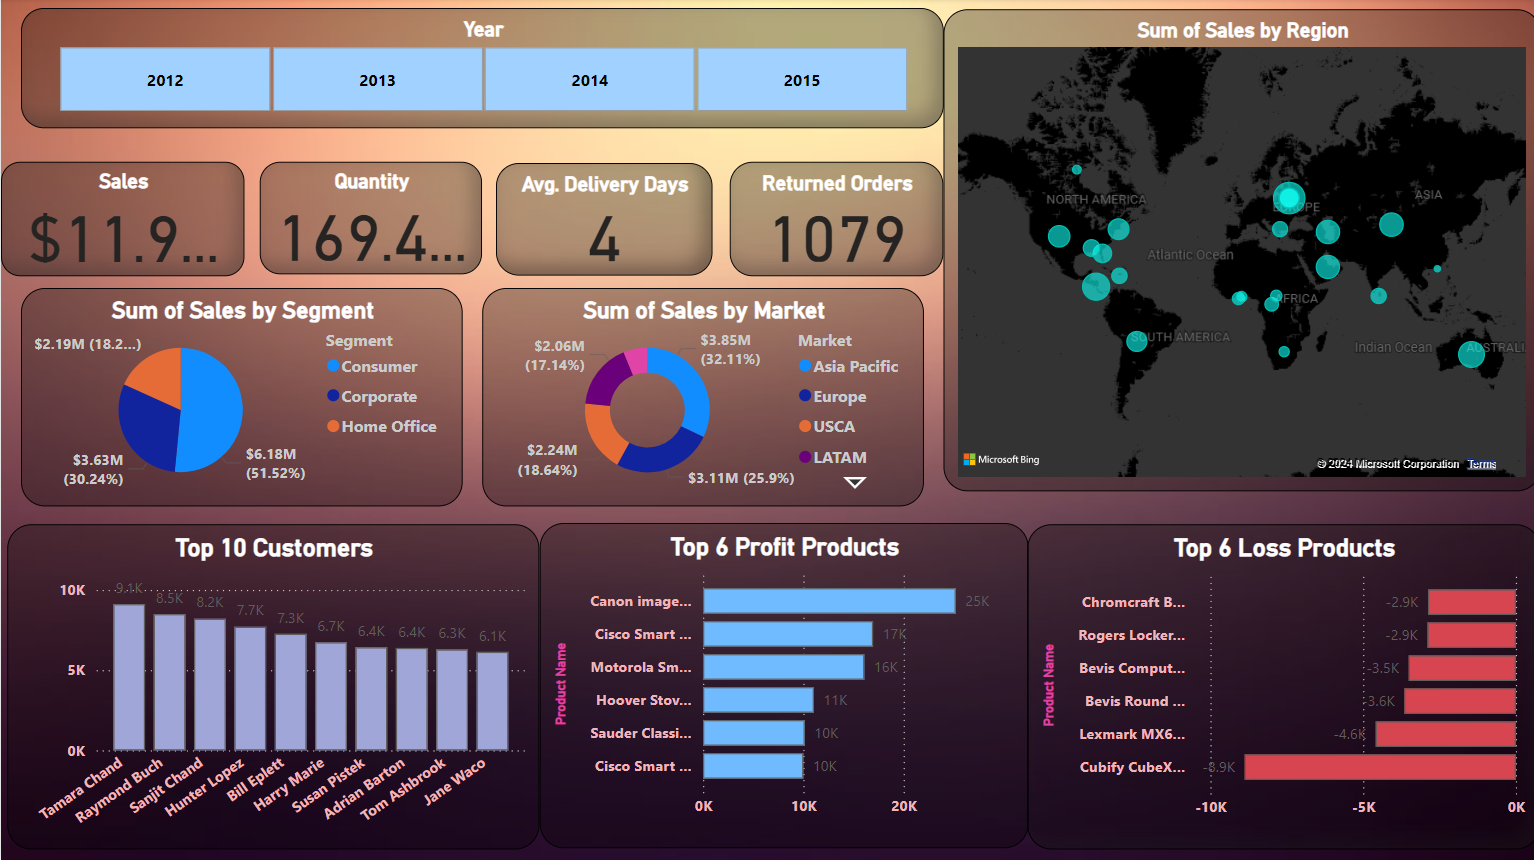 Year
2012
2013
2014
2015
Sales
$11.9...
Quantity
169.4...
Avg. Delivery Days
4
Returned Orders
1079
Sum of Sales by Region
NORTH AMERICA
EUROPE
ASIA
Atlantic Ocean
AFRICA
SOUTH AMERICA
Indian Ocean
AUSTRALI
Microsoft Bing
© 2024 Microsoft Corporation Terms
Sum of Sales by Segment
$2.19M (18.2...)
$3.63M
(30.24%)
$6.18M
(51.52%)
Segment
Consumer
Corporate
Home Office
Sum of Sales by Market
$2.06M
(17.14%)
$3.85M
(32.11%)
$2.24M
(18.64%)
$3.11M (25.9%)
Market
Asia Pacific
Europe
USCA
LATAM
Top 10 Customers
10K
5K
0K
9.1K
8.5K
8.2K
7.7K
7.3K
6.7K
6.4K
6.4K
6.3K
6.1K
Tamara Chand
Raymond Buch
Sanjit Chand
Hunter Lopez
Bill Eplett
Harry Marie
Susan Pistek
Adrian Barton
Tom Ashbrook
Jane Waco
Top 6 Profit Products
Product Name
Canon image... 25K
Cisco Smart ... 17K
Motorola Sm... 16K
Hoover Stov... 11K
Sauder Classi... 10K
Cisco Smart ... 10K
0K
10K
20K
Top 6 Loss Products
Product Name
Chromcraft B... -2.9K
Rogers Locker... -2.9K
Bevis Comput... -3.5K
Bevis Round ... -3.6K
Lexmark MX6... -4.6K
Cubify CubeX... -8.9K
-10K
-5K
0K